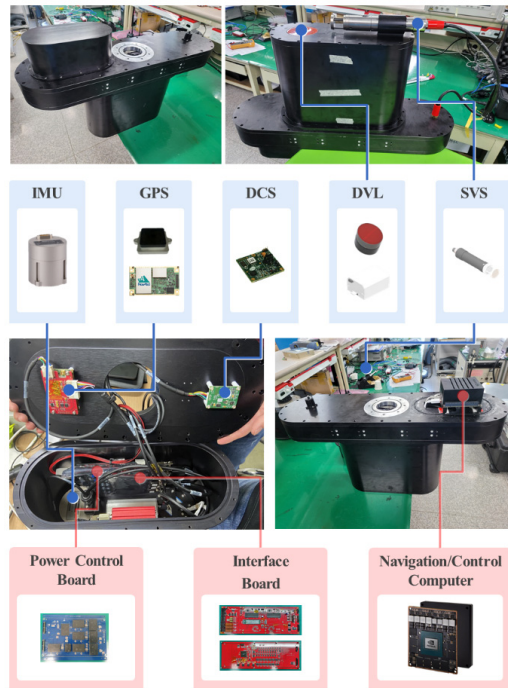 IMU
GPS
DCS
DVL
SVS
Power Control
Board
Interface
Board
Navigation/Control
Computer